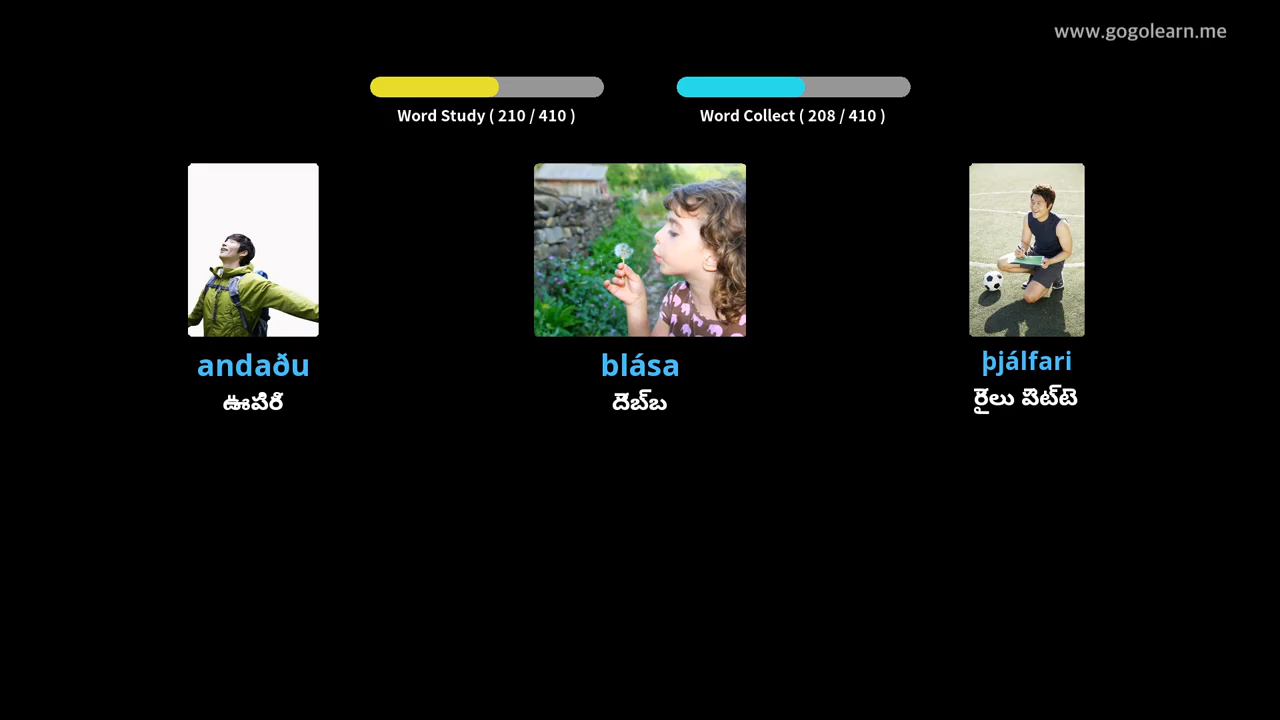 www.gogolearn.me
Word Study ( 210 / 410 )
Word Collect ( 208 / 410 )
andaðu
blása
þjálfari
ఊపిరి
దెబ్బ
రైలు పెట్టె